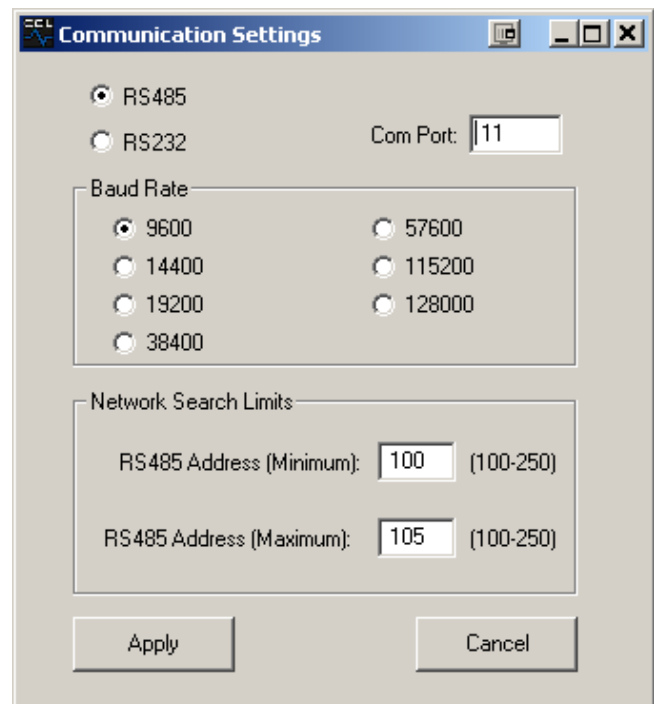 CCL Communication Settings
RS485
RS232
Com Port: 11
Baud Rate
9600
57600
14400
115200
19200
128000
38400
Network Search Limits
RS485 Address (Minimum): 100 (100-250)
RS485 Address (Maximum): 105 (100-250)
Apply
Cancel